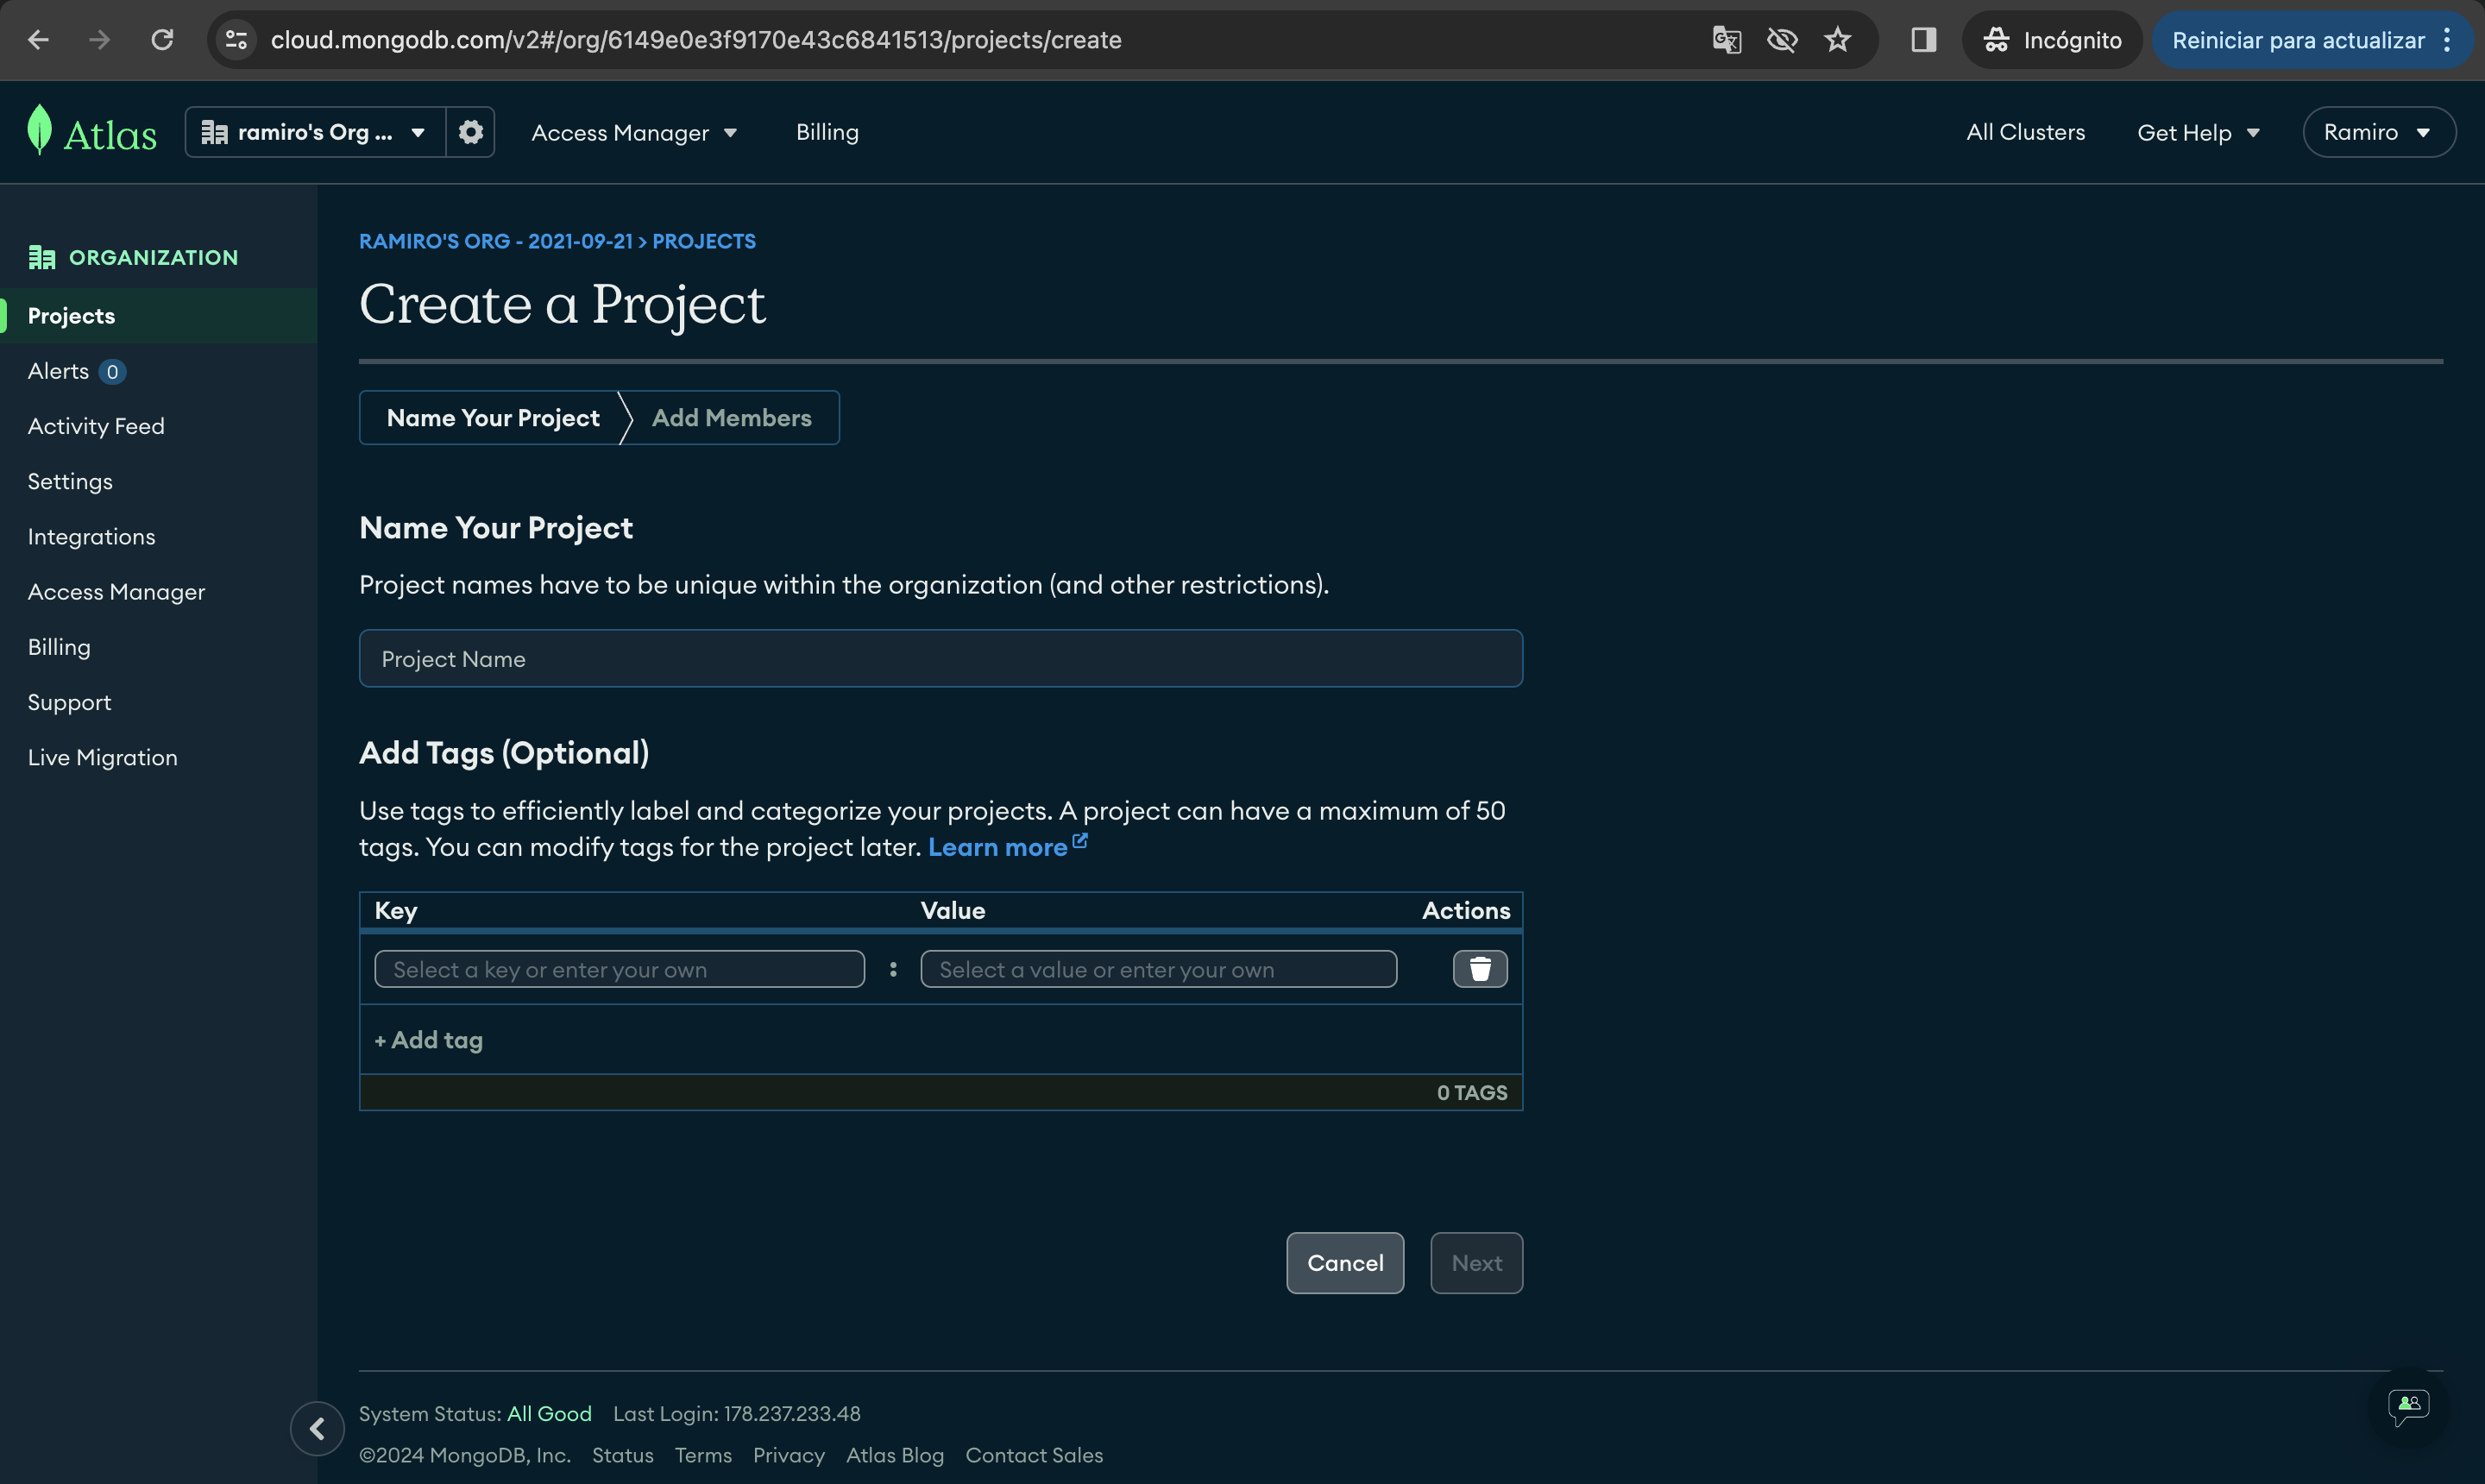 cloud.mongodb.com/v2#/org/6149e0e3f9170e43c6841513/projects/create
Incógnito
Reiniciar para actualizar
Atlas
ramiro's Org ...
Access Manager
Billing
All Clusters
Get Help
Ramiro
ORGANIZATION
Projects
Alerts 0
Activity Feed
Settings
Integrations
Access Manager
Billing
Support
Live Migration
RAMIRO'S ORG - 2021-09-21 > PROJECTS
Create a Project
Name Your Project
Add Members
Name Your Project
Project names have to be unique within the organization (and other restrictions).
Project Name
Add Tags (Optional)
Use tags to efficiently label and categorize your projects. A project can have a maximum of 50
tags. You can modify tags for the project later. Learn more
Key Value Actions
Select a key or enter your own : Select a value or enter your own
+ Add tag
0 TAGS
Cancel Next
System Status: All Good Last Login: 178.237.233.48
©2024 MongoDB, Inc. Status Terms Privacy Atlas Blog Contact Sales